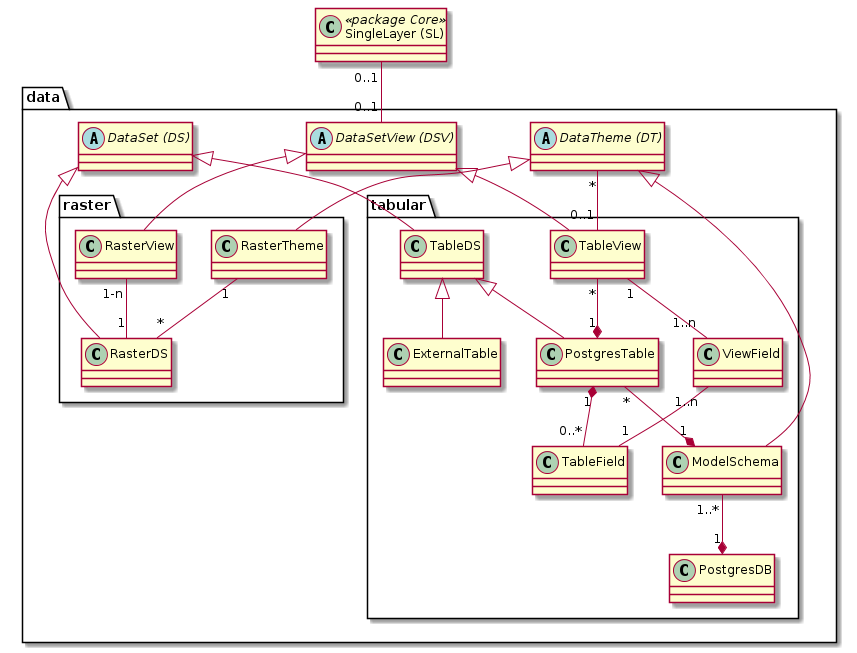 C «package Core»
SingleLayer (SL)
0..1
0..1
data
A DataSet (DS)
A DataSetView (DSV)
A DataTheme (DT)
*
0..1
raster
tabular
C RasterView
C RasterTheme
C TableDS
C TableView
1-n
1
1
*
*
1
1
1..n
C RasterDS
C ExternalTable
C PostgresTable
C ViewField
1
*
1..n
0..*
1
1
C TableField
C ModelSchema
1..*
1
C PostgresDB